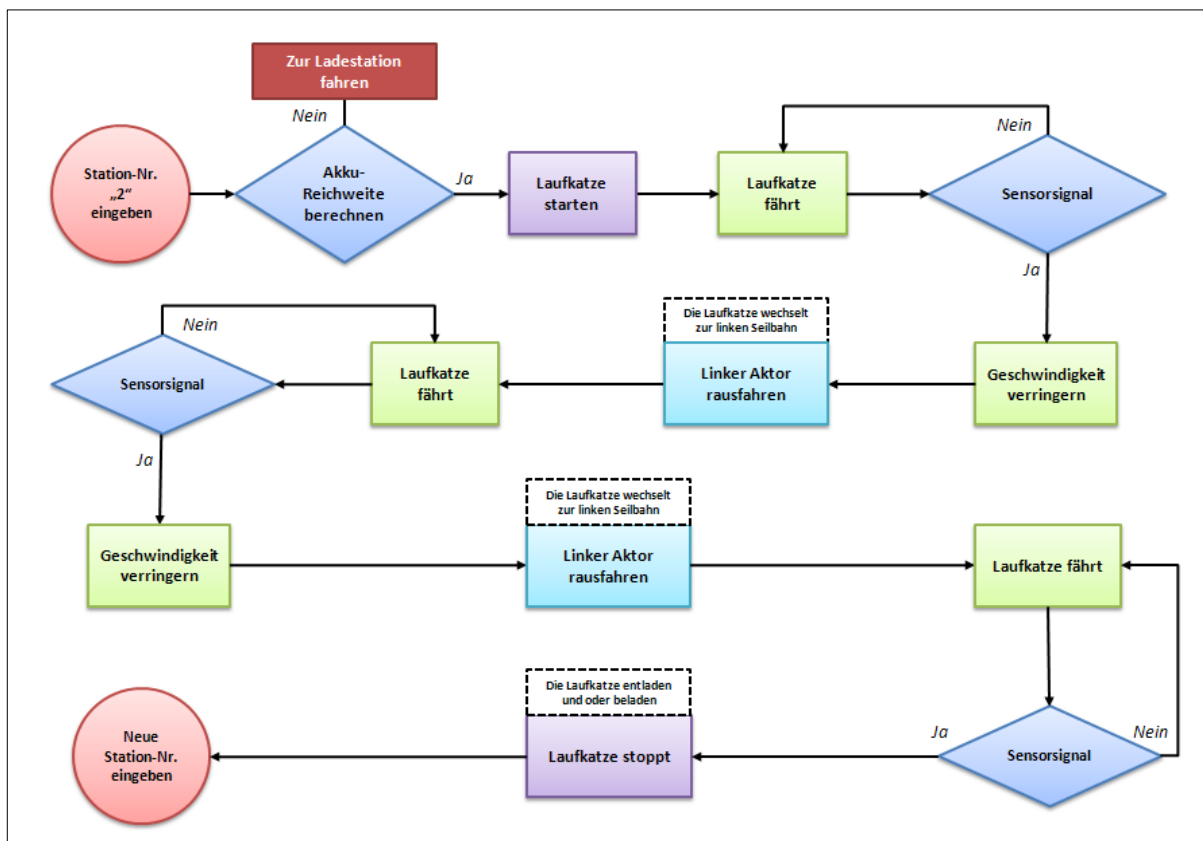 Zur Ladestation
fahren
Nein
Station-Nr.
„2“
eingeben
Akku-
Reichweite
berechnen
Ja
Laufkatze
starten
Laufkatze
fährt
Nein
Sensorsignal
Ja
Nein
Sensorsignal
Laufkatze
fährt
Die Laufkatze wechselt
zur linken Seilbahn
Linker Aktor
rausfahren
Geschwindigkeit
verringern
Ja
Geschwindigkeit
verringern
Die Laufkatze wechselt
zur linken Seilbahn
Linker Aktor
rausfahren
Laufkatze fährt
Neue
Station-Nr.
eingeben
Die Laufkatze entladen
und oder beladen
Laufkatze stoppt
Ja
Sensorsignal
Nein